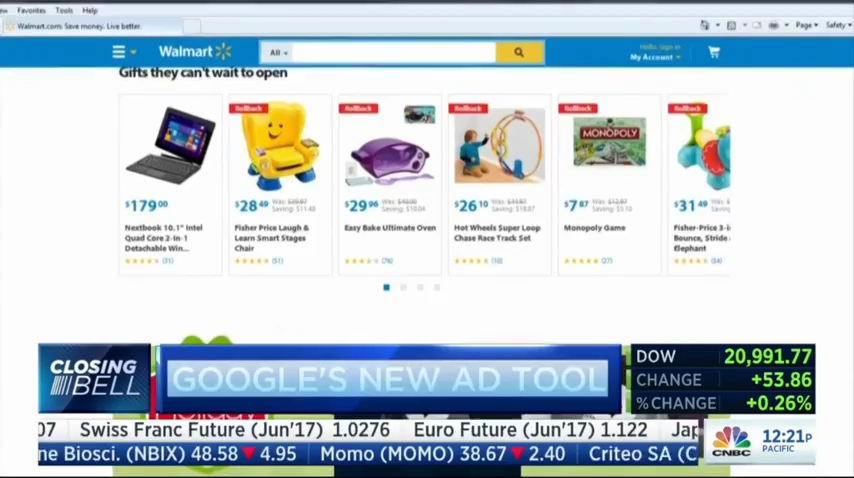 Favorites Tools Help
Walmart.com: Save money. Live better.
Page Safety
Walmart
All
Hello. Sign in
My Account
Gifts they can't wait to open
Rollback
Rollback
Rollback
Rollback
Rollback
MONOPOLY
$179.00
$28.49
$29.96
$26.10
$7.87
$31.49
Nextbook 10.1" Intel
Quad Core 2-in-1
Detachable Win...
(31)
Fisher Price Laugh &
Learn Smart Stages
Chair
(51)
Easy Bake Ultimate Oven
(76)
Hot Wheels Super Loop
Chase Race Track Set
(10)
Monopoly Game
(27)
Fisher-Price 3-i
Bounce, Stride
Elephant
(54)
CLOSING
BELL
GOOGLE'S NEW AD TOOL
DOW 20,991.77
CHANGE +53.86
%CHANGE +0.26%
07 Swiss Franc Future (Jun'17) 1.0276 Euro Future (Jun'17) 1.122 Jap
ne Biosci. (NBIX) 48.58 ▼ 4.95 Momo (MOMO) 38.67 ▼ 2.40 Criteo SA (C
CNBC
12:21P
PACIFIC